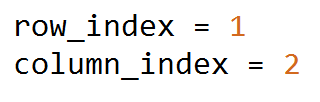 row_index = 1
column_index = 2